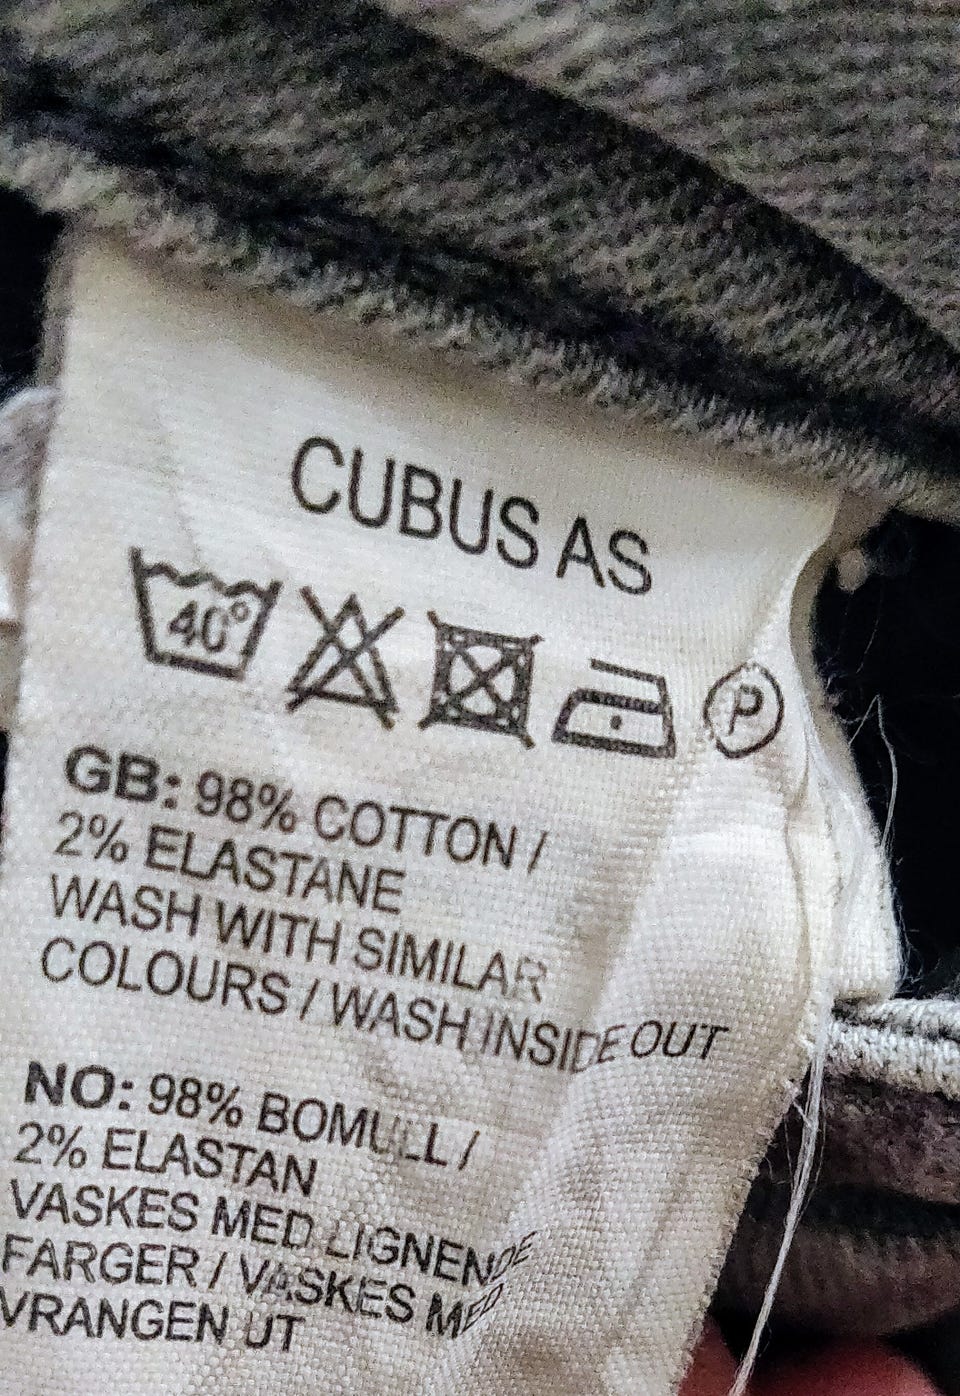 CUBUS AS
40° P
GB: 98% COTTON /
2% ELASTANE
WASH WITH SIMILAR
COLOURS / WASH INSIDE OUT
NO: 98% BOMULL /
2% ELASTAN
VASKES MED LIGNENDE
FARGER / VASKES MED
VRANGEN UT